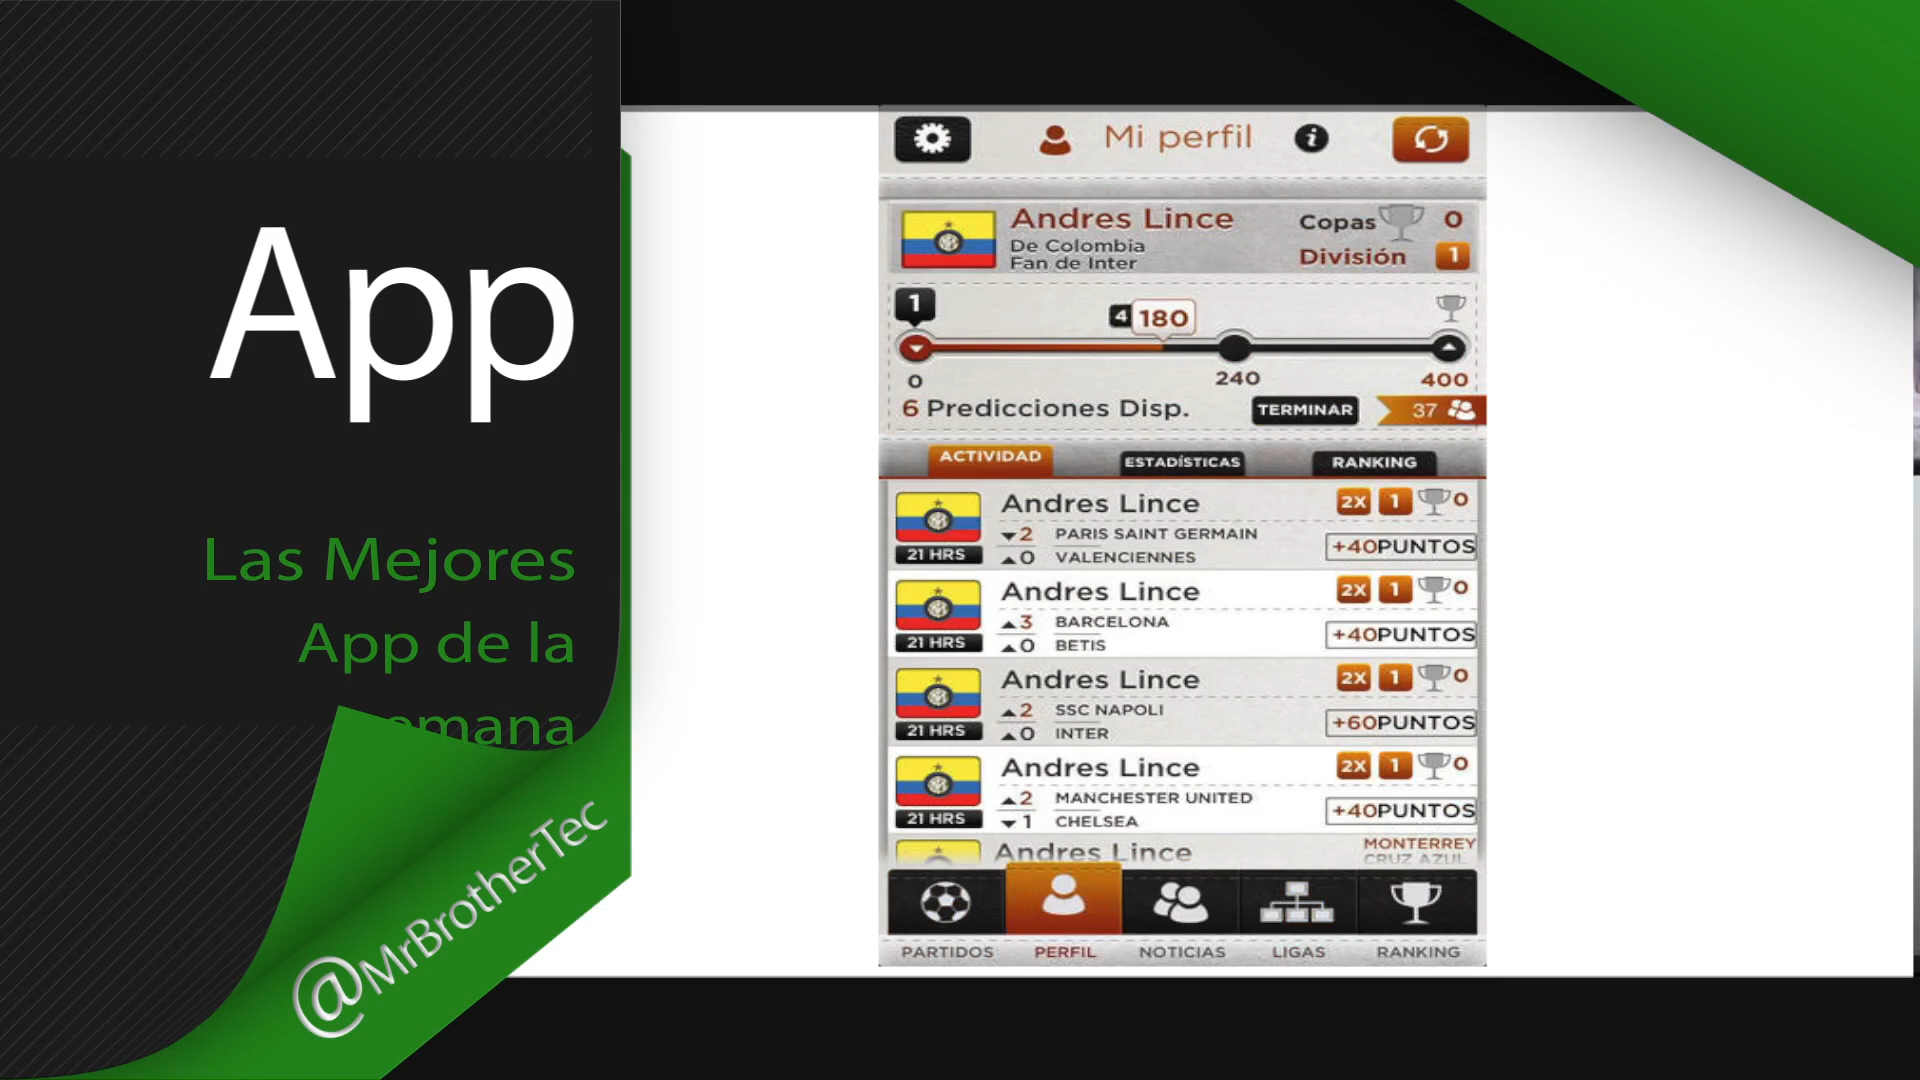 App
Las Mejores
App de la
emana
@MrBrotherTec
Mi perfil
Andres Lince
De Colombia
Fan de Inter
Copas 0
División 1
1
4 180
0 240 400
6 Predicciones Disp. TERMINAR 37
ACTIVIDAD ESTADÍSTICAS RANKING
Andres Lince 2X 1 0
2 PARIS SAINT GERMAIN
21 HRS 0 VALENCIENNES +40PUNTOS
Andres Lince 2X 1 0
3 BARCELONA
21 HRS 0 BETIS +40PUNTOS
Andres Lince 2X 1 0
2 SSC NAPOLI
21 HRS 0 INTER +60PUNTOS
Andres Lince 2X 1 0
2 MANCHESTER UNITED
21 HRS 1 CHELSEA +40PUNTOS
Andres Lince MONTERREY
CRUZ AZUL
PARTIDOS PERFIL NOTICIAS LIGAS RANKING